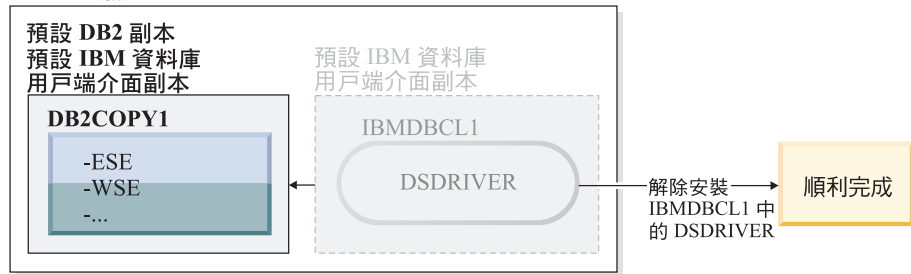 預設 DB2 副本
預設 IBM 資料庫
用戶端介面副本
DB2COPY1
-ESE
-WSE
-...
預設 IBM 資料庫
用戶端介面副本
IBMDBCL1
DSDRIVER
解除安裝
IBMDBCL1 中
的 DSDRIVER
順利完成